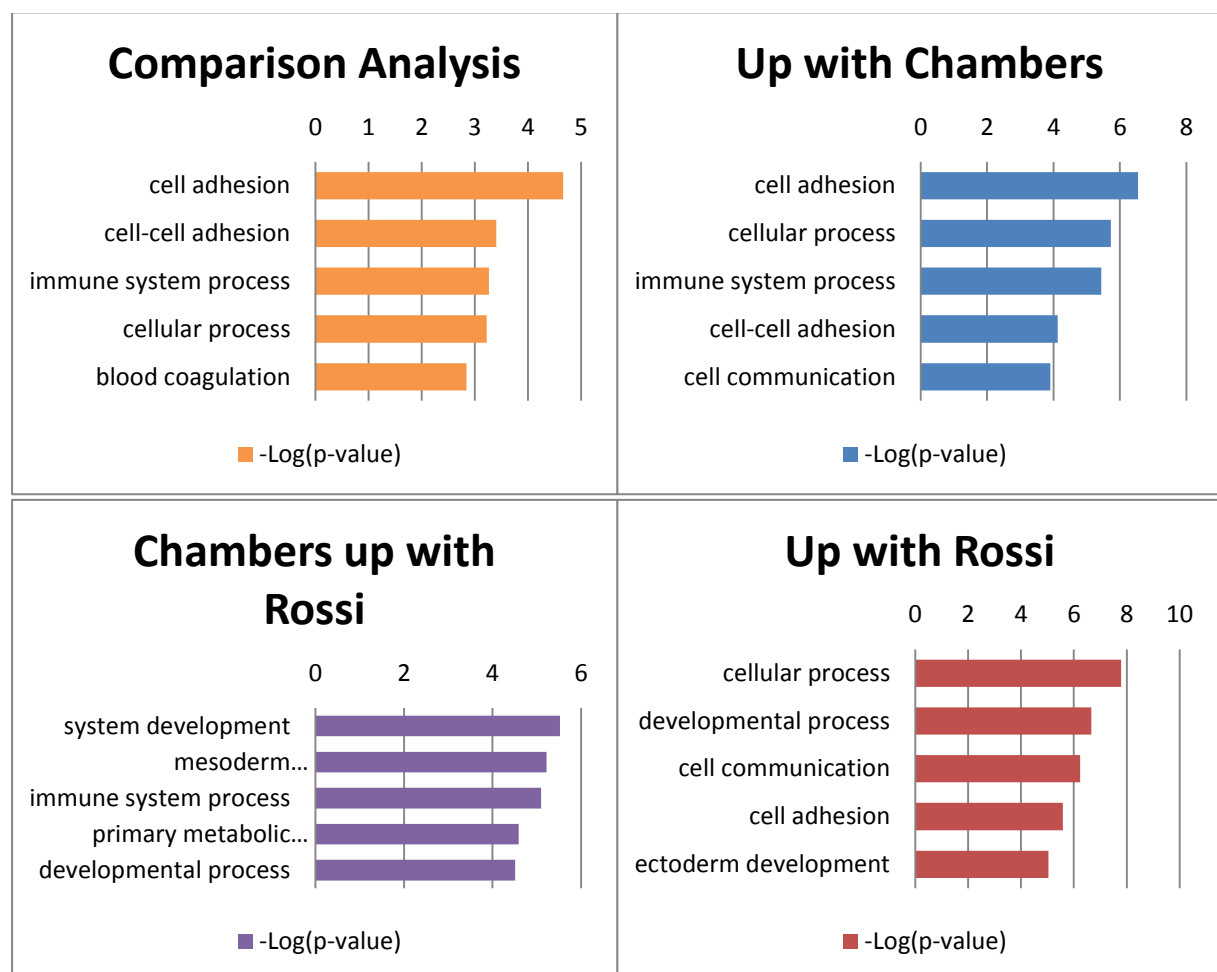 Comparison Analysis
0 1 2 3 4 5
cell adhesion
cell-cell adhesion
immune system process
cellular process
blood coagulation
-Log(p-value)
Up with Chambers
0 2 4 6 8
cell adhesion
cellular process
immune system process
cell-cell adhesion
cell communication
-Log(p-value)
Chambers up with
Rossi
0 2 4 6
system development
mesoderm...
immune system process
primary metabolic...
developmental process
-Log(p-value)
Up with Rossi
0 2 4 6 8 10
cellular process
developmental process
cell communication
cell adhesion
ectoderm development
-Log(p-value)